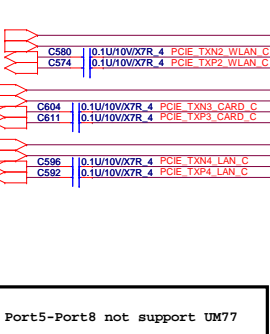 C580 0.1U/10V/X7R_4 PCIE_TXN2_WLAN_C
C574 0.1U/10V/X7R_4 PCIE_TXP2_WLAN_C
C604 0.1U/10V/X7R_4 PCIE_TXN3_CARD_C
C611 0.1U/10V/X7R_4 PCIE_TXP3_CARD_C
C596 0.1U/10V/X7R_4 PCIE_TXN4_LAN_C
C592 0.1U/10V/X7R_4 PCIE_TXP4_LAN_C
Port5-Port8 not support UM77